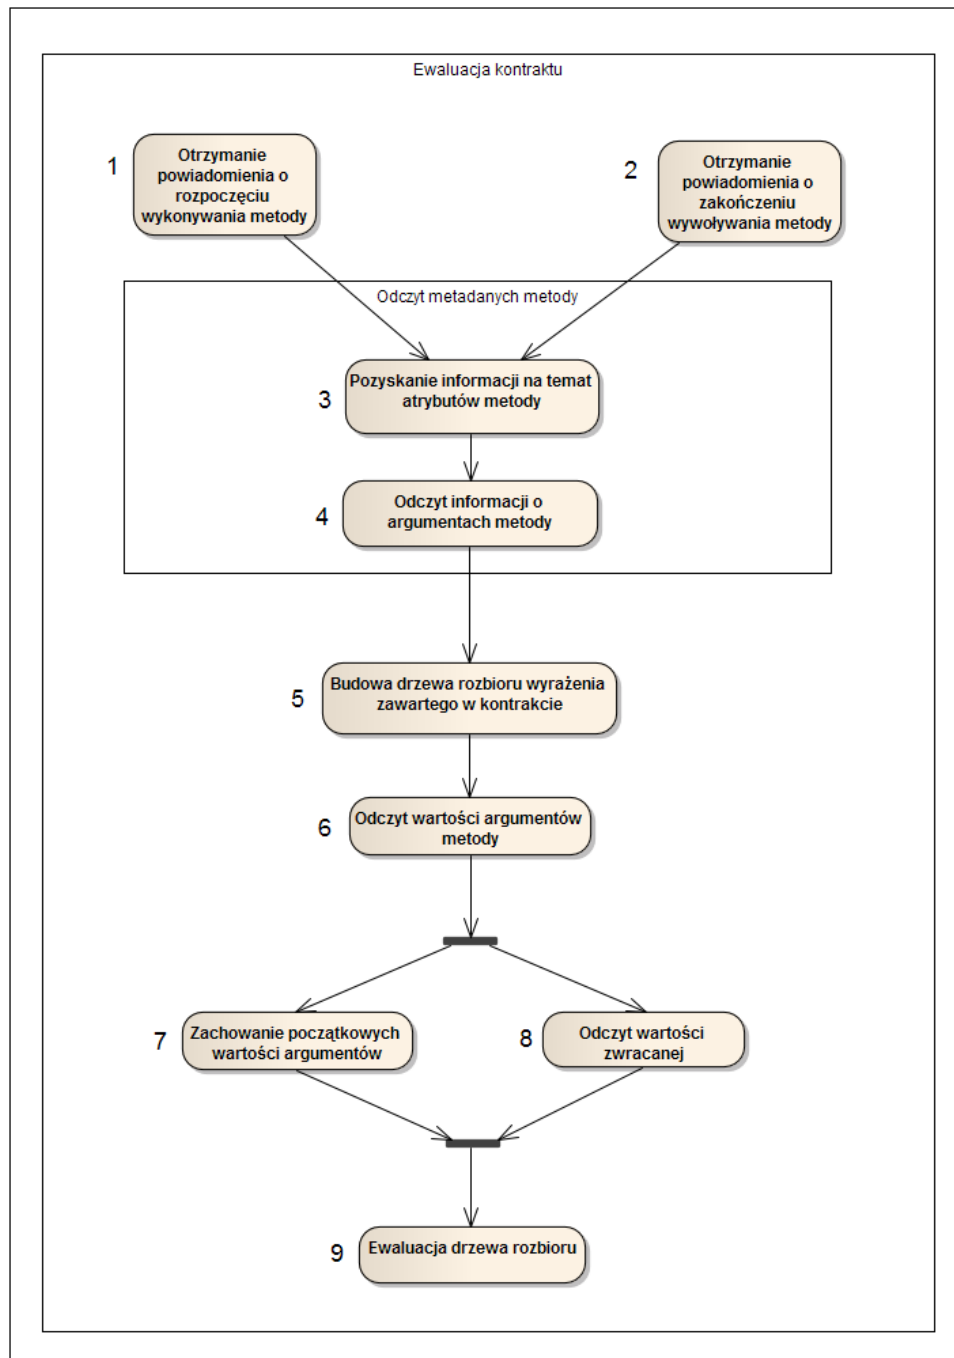 Ewaluacja kontraktu
1
Otrzymanie
powiadomienia o
rozpoczęciu
wykonywania metody
2
Otrzymanie
powiadomienia o
zakończeniu
wywoływania metody
Odczyt metadanych metody
3
Pozyskanie informacji na temat
atrybutów metody
4
Odczyt informacji o
argumentach metody
5
Budowa drzewa rozbioru wyrażenia
zawartego w kontrakcie
6
Odczyt wartości argumentów
metody
7
Zachowanie początkowych
wartości argumentów
8
Odczyt wartości
zwracanej
9
Ewaluacja drzewa rozbioru